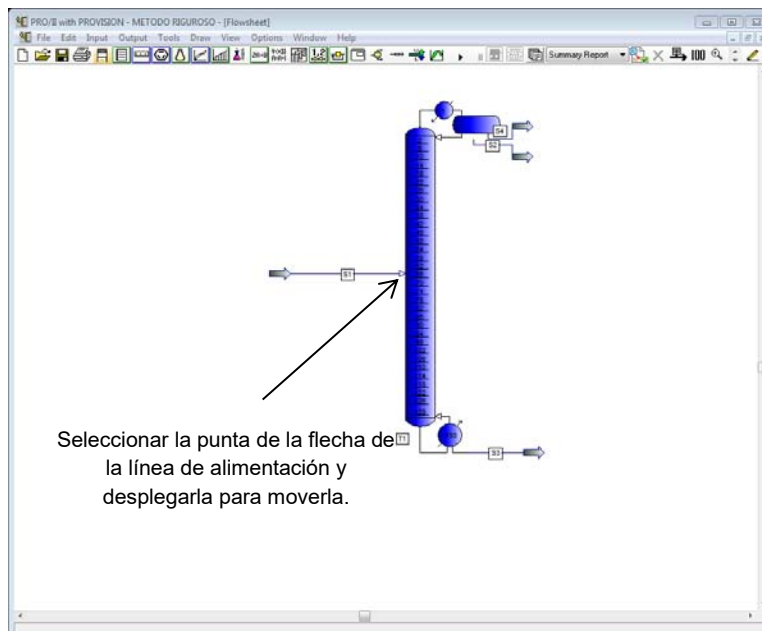 PRO/II with PROVISION - METODO RIGUROSO - [Flowsheet]
File Edit Input Output Tools Draw View Options Window Help
Summary Report
100
S4
S2
S1
T1
S3
Seleccionar la punta de la flecha de
la línea de alimentación y
desplegarla para moverla.